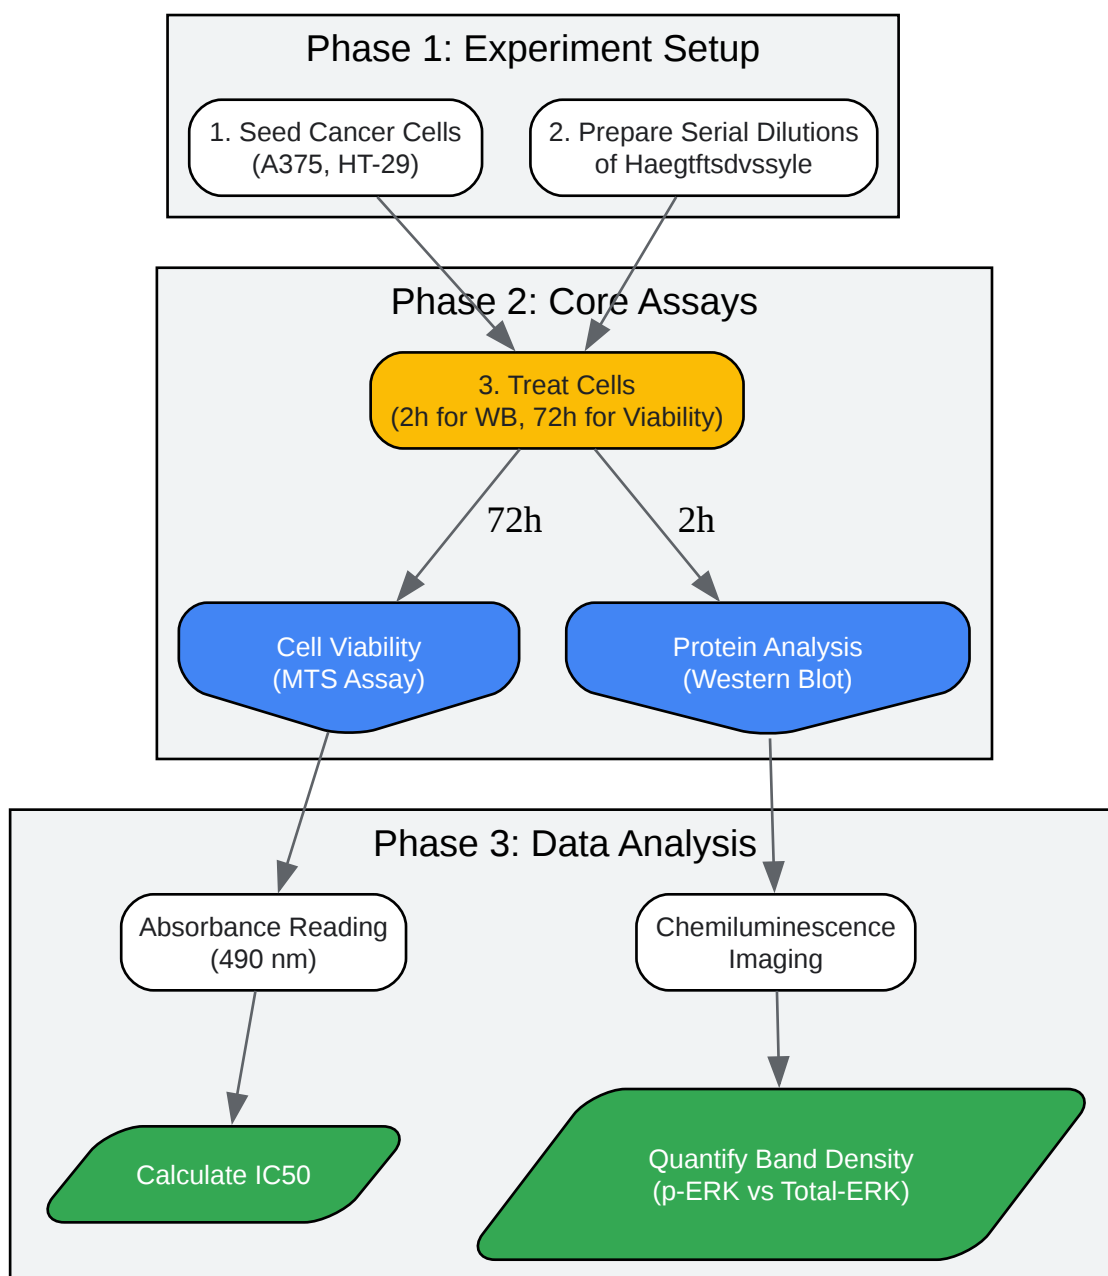 Phase 1: Experiment Setup
1. Seed Cancer Cells
(A375, HT-29)
2. Prepare Serial Dilutions
of Haegtftsdvssyle
Phase 2: Core Assays
3. Treat Cells
(2h for WB, 72h for Viability)
72h
2h
Cell Viability
(MTS Assay)
Protein Analysis
(Western Blot)
Phase 3: Data Analysis
Absorbance Reading
(490 nm)
Chemiluminescence
Imaging
Calculate IC50
Quantify Band Density
(p-ERK vs Total-ERK)